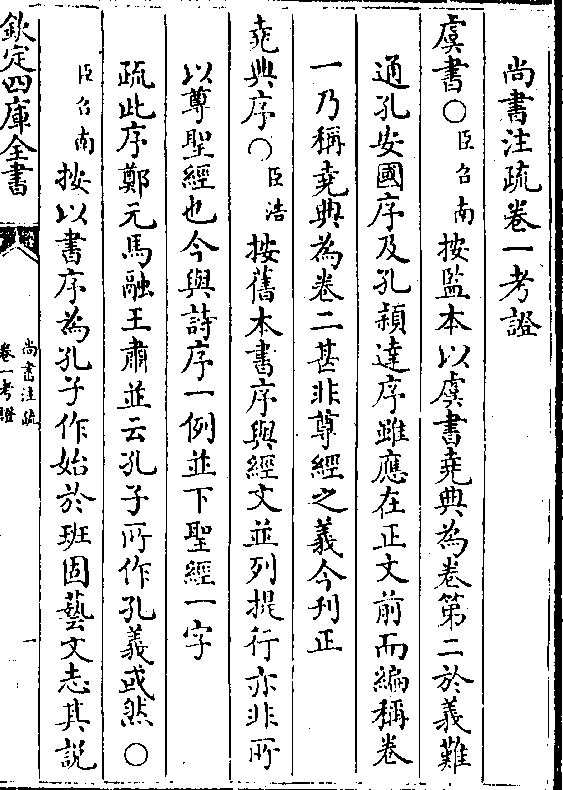 尚書注疏卷一考證
虞書○臣召南按監本以虞書堯典為卷第二於義難
通孔安國序及孔穎達序雖應在正文前而編稱卷
一乃稱堯典為卷二甚非尊經之義今刊正
堯典序○臣浩按舊本書序與經文並列提行亦非所
以尊聖經也今與詩序一例並下聖經一字
疏此序鄭元馬融王肅並云孔子所作孔義或然○
臣召南按以書序為孔子作始於班固藝文志其說
欽定四庫全書
尚書注疏
卷一考證
一